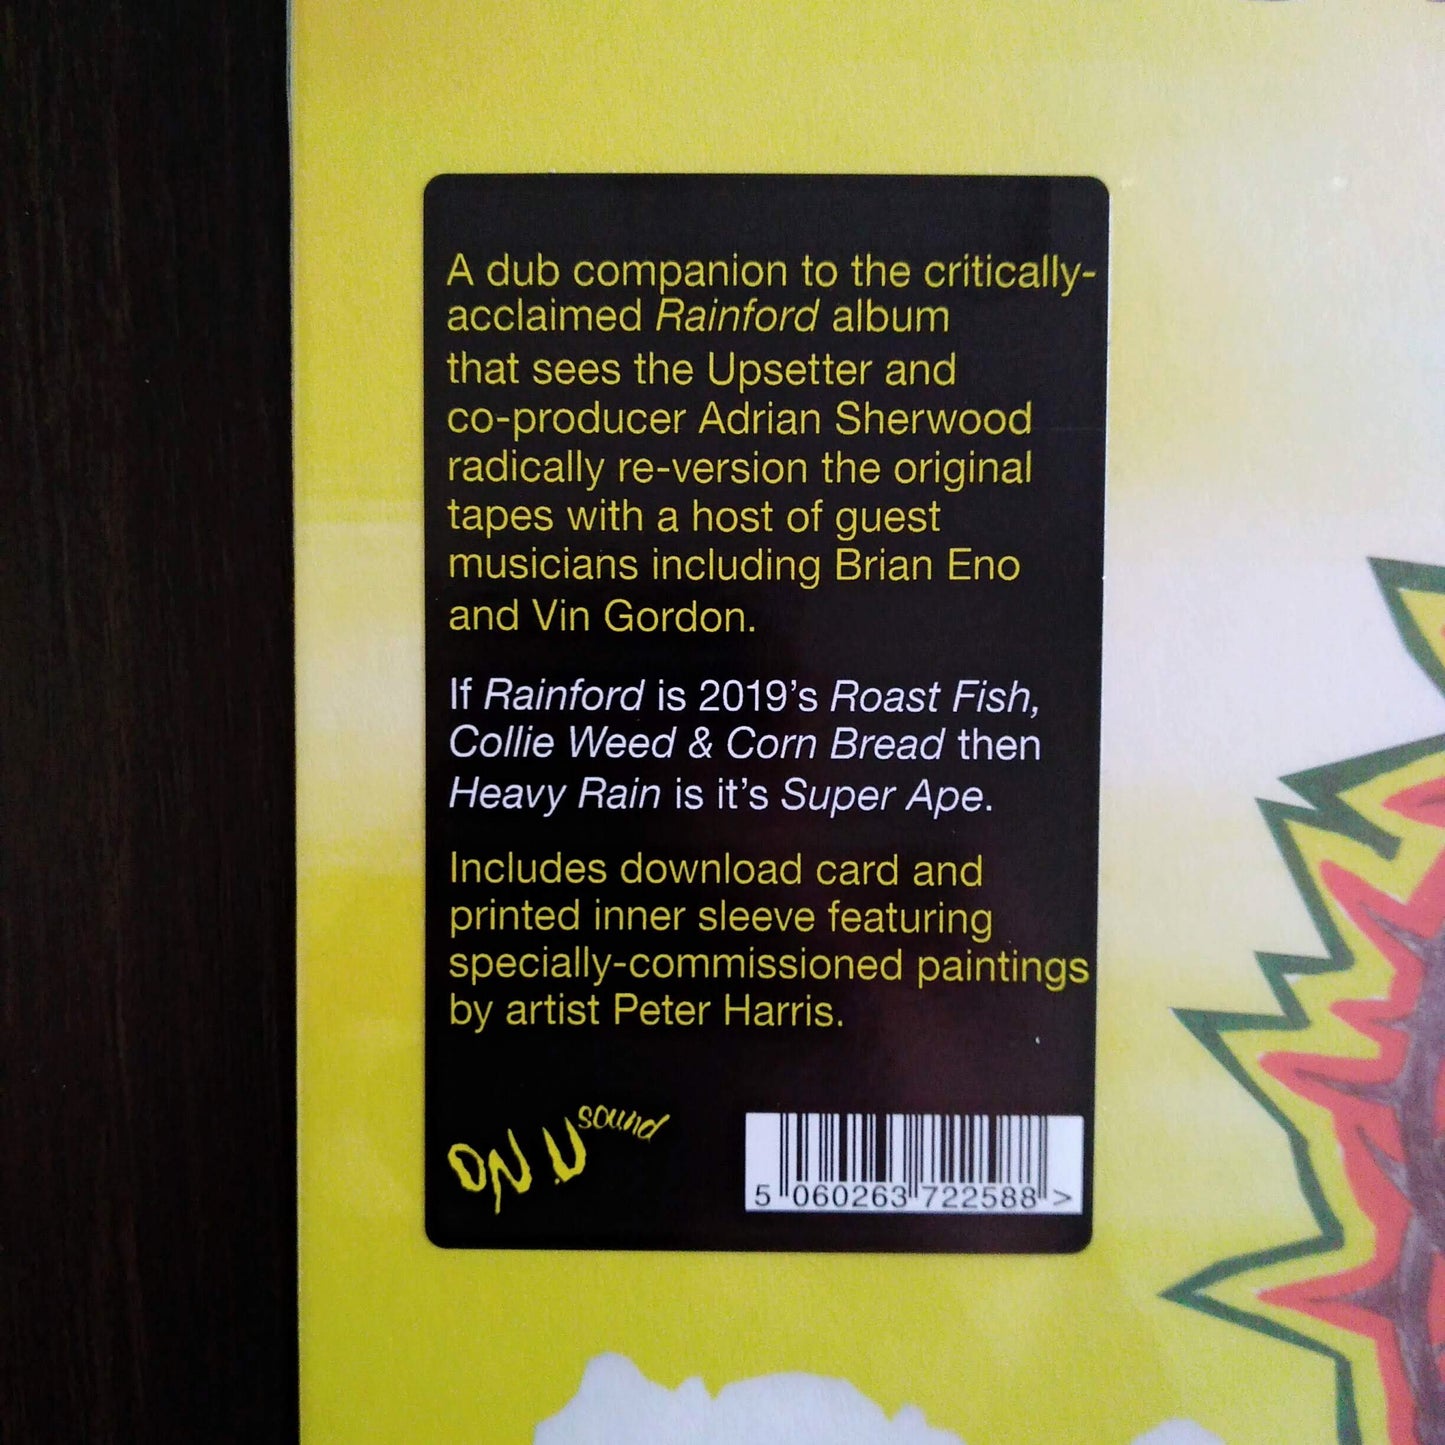 A dub companion to the critically-
acclaimed Rainford album
that sees the Upsetter and
co-producer Adrian Sherwood
radically re-version the original
tapes with a host of guest
musicians including Brian Eno
and Vin Gordon.
If Rainford is 2019's Roast Fish,
Collie Weed & Corn Bread then
Heavy Rain is it's Super Ape.
Includes download card and
printed inner sleeve featuring
specially-commissioned paintings
by artist Peter Harris.
ON.U sound
5 060263 722588 >